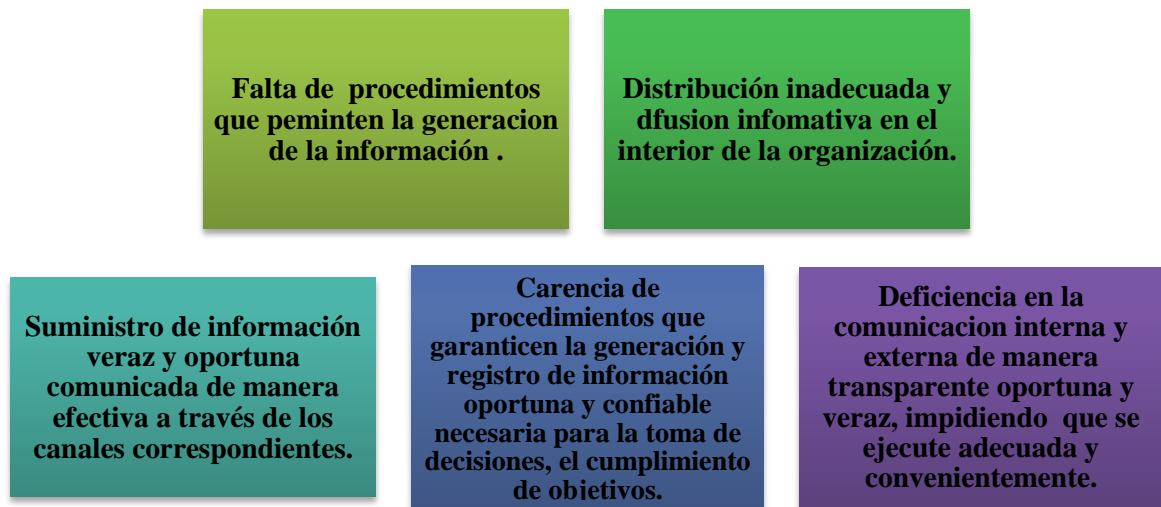 Falta de  procedimientos
que peminten la generacion
de la información .
Distribución inadecuada y
dfusion infomativa en el
interior de la organización.
Suministro de información
veraz y oportuna
comunicada de manera
efectiva a través de los
canales correspondientes.
Carencia de
procedimientos que
garanticen la generación y
registro de información
oportuna y confiable
necesaria para la toma de
decisiones, el cumplimiento
de objetivos.
Deficiencia en la
comunicacion interna y
externa de manera
transparente oportuna y
veraz, impidiendo  que se
ejecute adecuada y
convenientemente.